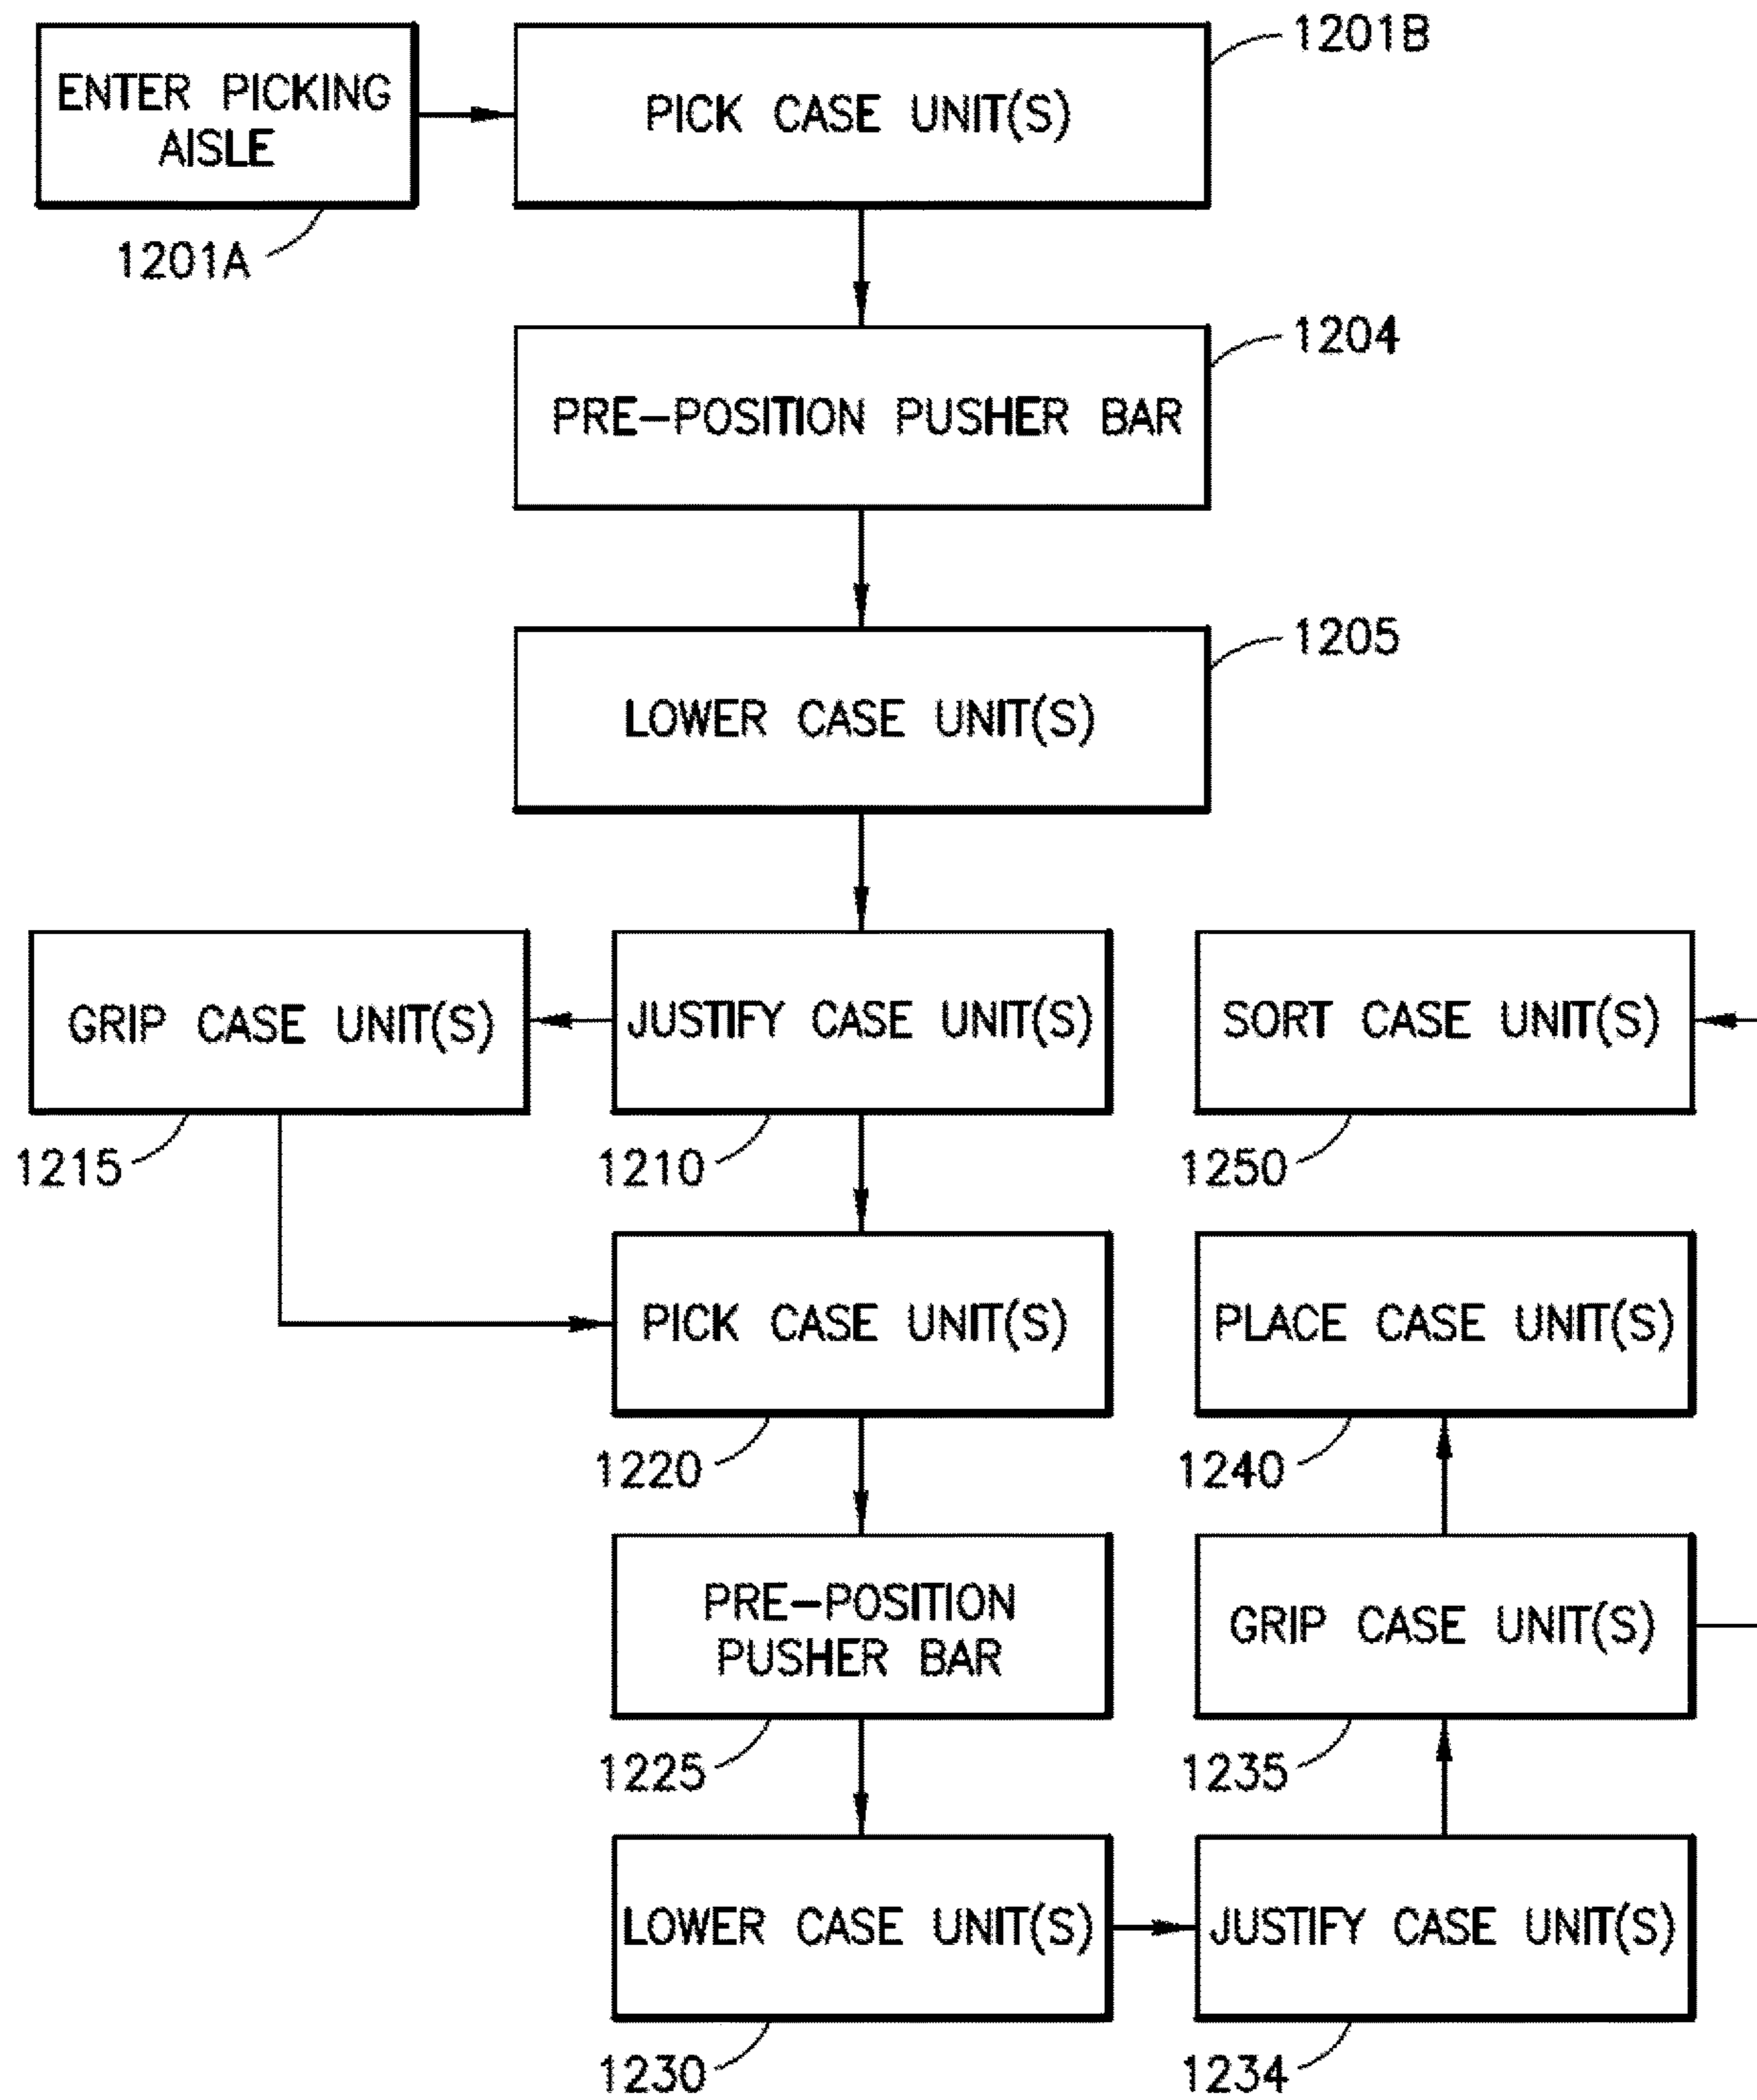 ENTER PICKING
AISLE
1201A
PICK CASE UNIT(S)
1201B
PRE-POSITION PUSHER BAR
1204
LOWER CASE UNIT(S)
1205
GRIP CASE UNIT(S)
1215
JUSTIFY CASE UNIT(S)
1210
SORT CASE UNIT(S)
1250
PICK CASE UNIT(S)
1220
PLACE CASE UNIT(S)
1240
PRE-POSITION
PUSHER BAR
1225
GRIP CASE UNIT(S)
1235
LOWER CASE UNIT(S)
1230
JUSTIFY CASE UNIT(S)
1234